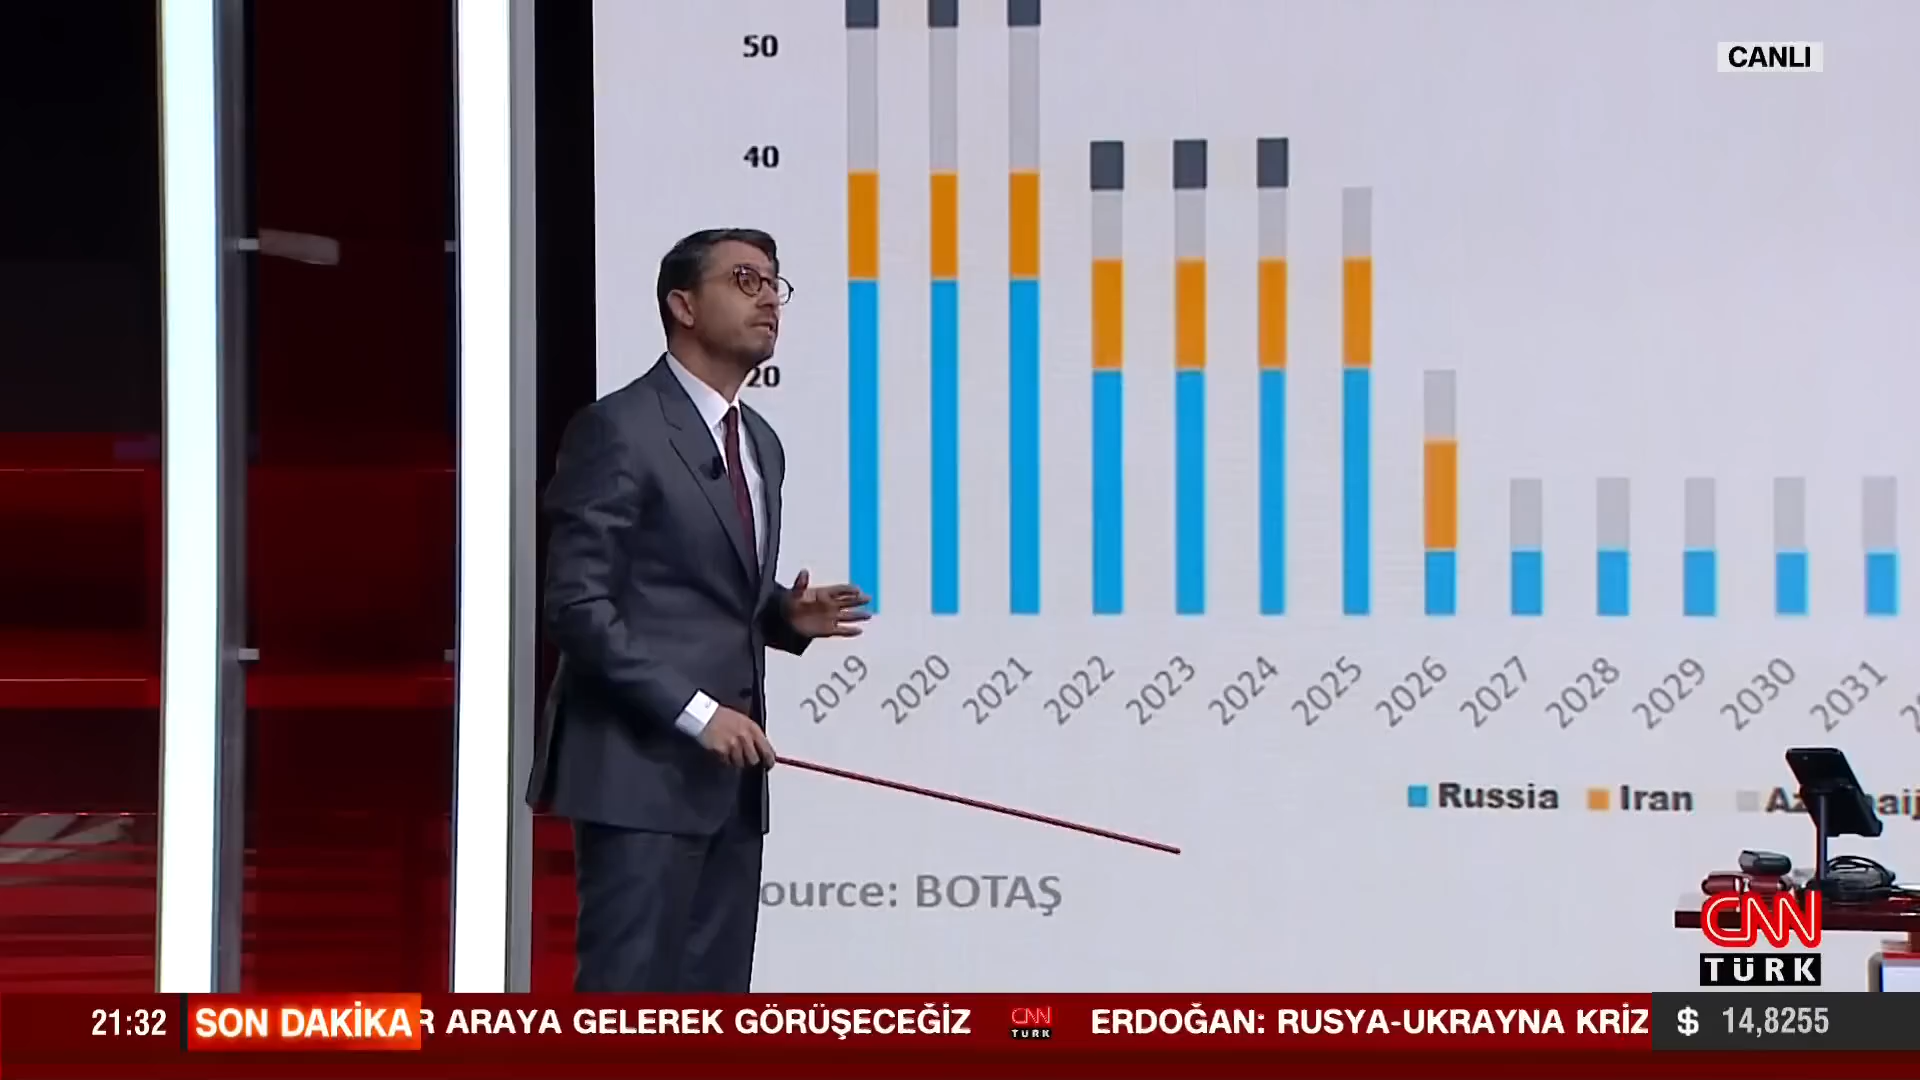 50
CANLI
40
20
2019 2020 2021 2022 2023 2024 2025 2026 2027 2028 2029 2030 2031
Russia Iran
ource: BOTAŞ
CNN
TÜRK
21:32 SON DAKİKA R ARAYA GELEREK GÖRÜŞECEĞİZ CNN TÜRK ERDOĞAN: RUSYA-UKRAYNA KRİZ $ 14,8255